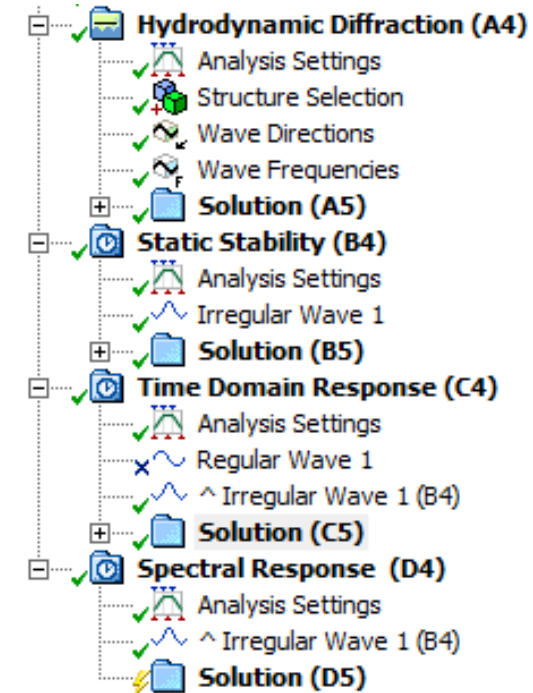 Hydrodynamic Diffraction (A4)
Analysis Settings
Structure Selection
Wave Directions
Wave Frequencies
Solution (A5)
Static Stability (B4)
Analysis Settings
Irregular Wave 1
Solution (B5)
Time Domain Response (C4)
Analysis Settings
Regular Wave 1
^ Irregular Wave 1 (B4)
Solution (C5)
Spectral Response (D4)
Analysis Settings
^ Irregular Wave 1 (B4)
Solution (D5)